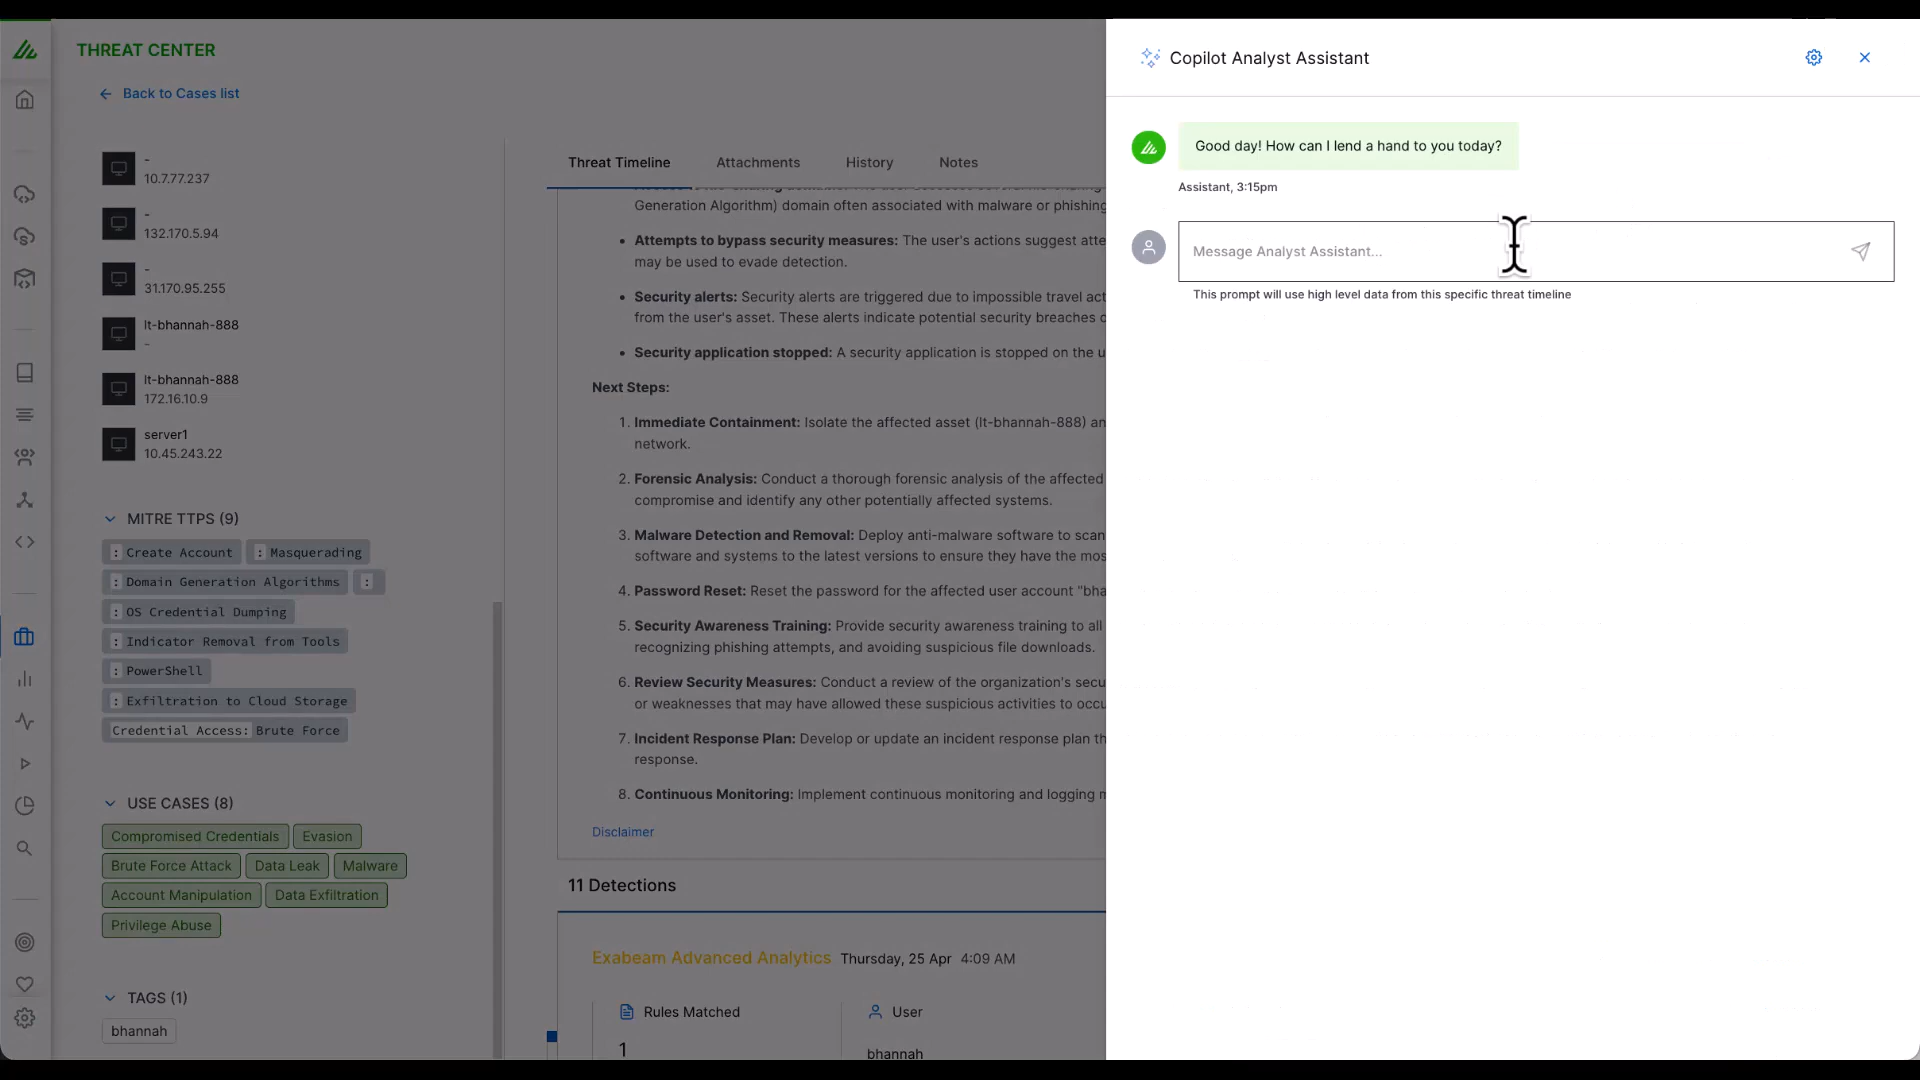 THREAT CENTER
Back to Cases list
-
10.7.77.237
-
132.170.5.94
-
31.170.95.255
lt-bhannah-888
-
lt-bhannah-888
172.16.10.9
server1
10.45.243.22
MITRE TTPS (9)
: Create Account : Masquerading
: Domain Generation Algorithms :
: OS Credential Dumping
: Indicator Removal from Tools
: PowerShell
: Exfiltration to Cloud Storage
Credential Access: Brute Force
USE CASES (8)
Compromised Credentials Evasion
Brute Force Attack Data Leak Malware
Account Manipulation Data Exfiltration
Privilege Abuse
TAGS (1)
bhannah
Threat Timeline Attachments History Notes
Generation Algorithm) domain often associated with malware or phishing
• Attempts to bypass security measures: The user's actions suggest atte
may be used to evade detection.
• Security alerts: Security alerts are triggered due to impossible travel act
from the user's asset. These alerts indicate potential security breaches
• Security application stopped: A security application is stopped on the u
Next Steps:
1. Immediate Containment: Isolate the affected asset (lt-bhannah-888) an
network.
2. Forensic Analysis: Conduct a thorough forensic analysis of the affected
compromise and identify any other potentially affected systems.
3. Malware Detection and Removal: Deploy anti-malware software to scan
software and systems to the latest versions to ensure they have the mos
4. Password Reset: Reset the password for the affected user account "bha
5. Security Awareness Training: Provide security awareness training to all
recognizing phishing attempts, and avoiding suspicious file downloads.
6. Review Security Measures: Conduct a review of the organization's secu
or weaknesses that may have allowed these suspicious activities to occu
7. Incident Response Plan: Develop or update an incident response plan th
response.
8. Continuous Monitoring: Implement continuous monitoring and logging m
Disclaimer
11 Detections
Exabeam Advanced Analytics Thursday, 25 Apr 4:09 AM
Rules Matched
1
User
bhannah
Copilot Analyst Assistant
Good day! How can I lend a hand to you today?
Assistant, 3:15pm
Message Analyst Assistant...
This prompt will use high level data from this specific threat timeline